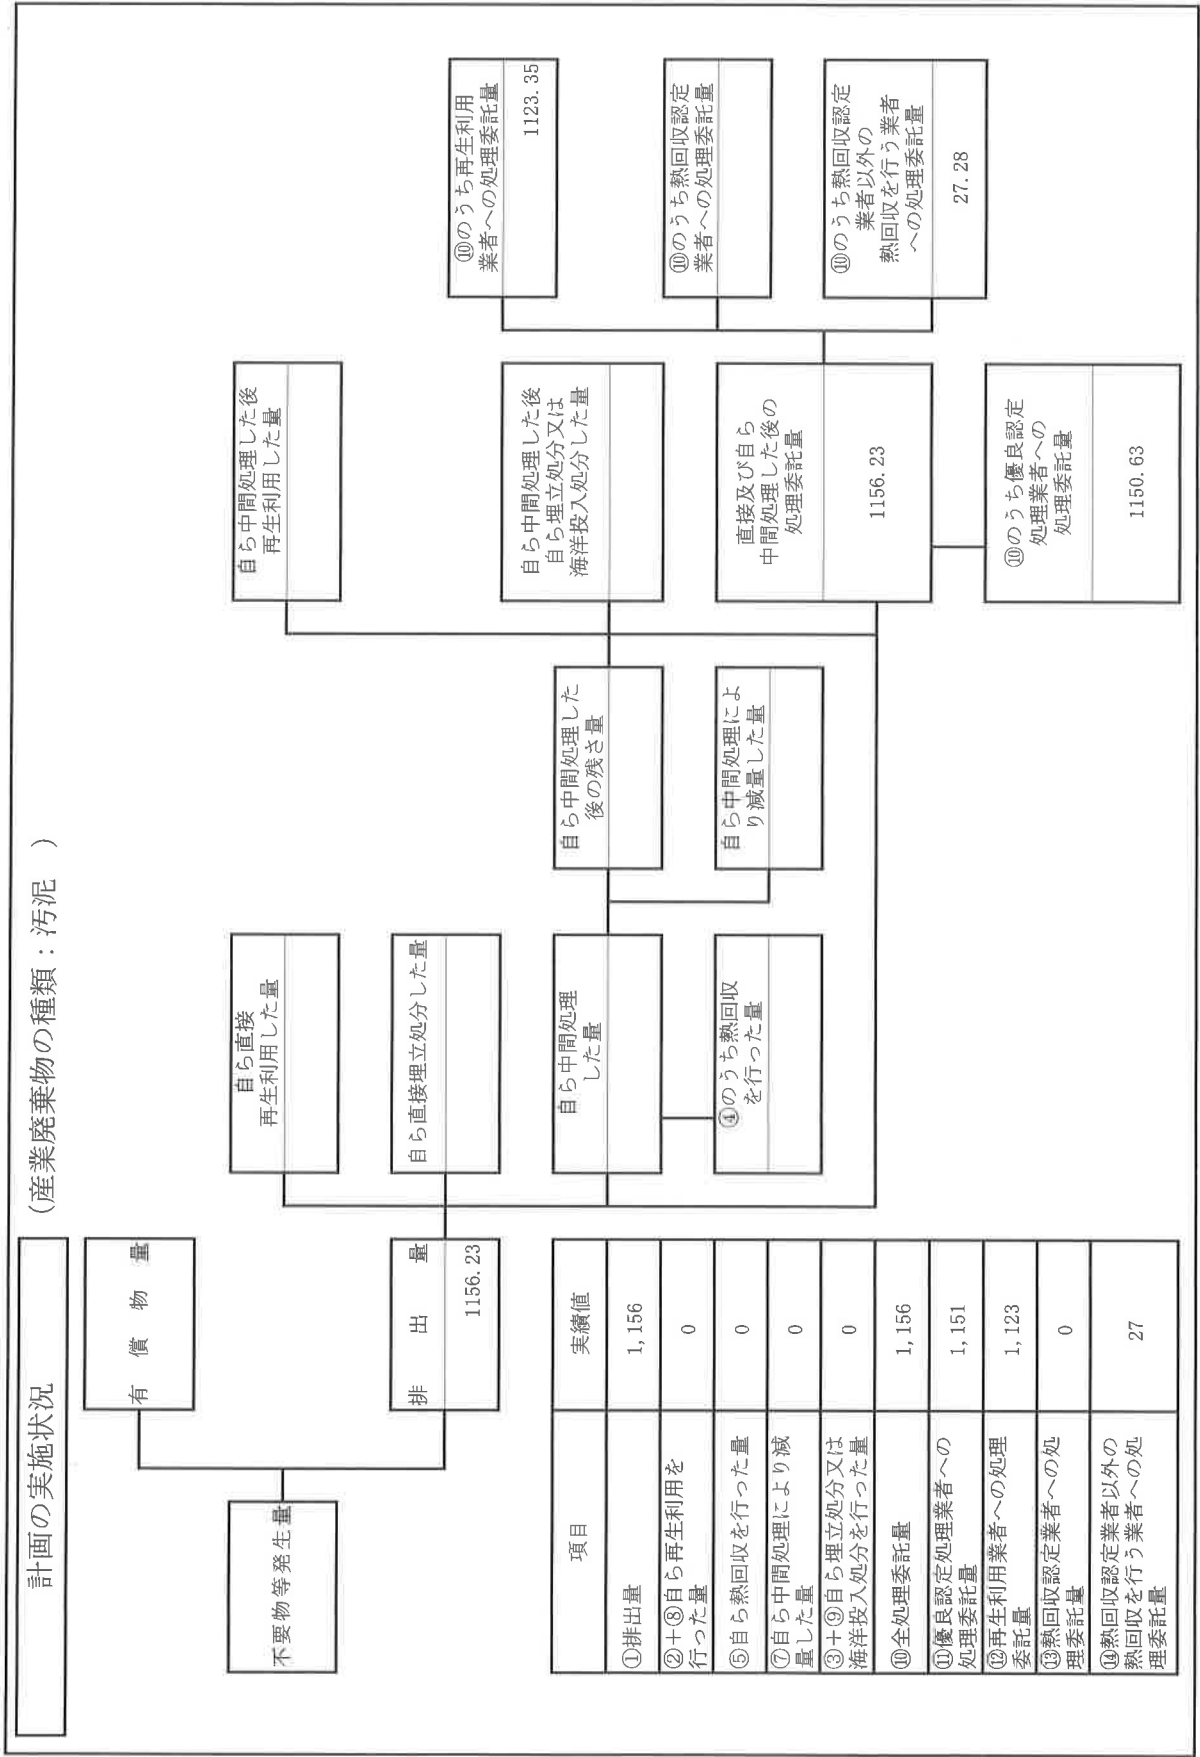 計画の実施状況
(産業廃棄物の種類：汚泥　)
不要物等発生量
有 償 物 量
排 出 量
1156.23
自ら直接
再生利用した量
自ら直接埋立処分した量
自ら中間処理
した量
④のうち熱回収
を行った量
自ら中間処理した
後の残さ量
自ら中間処理によ
り減量した量
自ら中間処理した後
再生利用した量
自ら中間処理した後
自ら埋立処分又は
海洋投入処分した量
直接及び自ら
中間処理した後の
処理委託量
1156.23
⑩のうち優良認定
処理業者への
処理委託量
1150.63
⑩のうち再生利用
業者への処理委託量
1123.35
⑩のうち熱回収認定
業者への処理委託量
⑩のうち熱回収認定
業者以外の
熱回収を行う業者
への処理委託量
27.28
項目 実績値
①排出量 1,156
②+⑧自ら再生利用を
行った量 0
⑤自ら熱回収を行った量 0
⑦自ら中間処理により減
量した量 0
③+⑨自ら埋立処分又は
海洋投入処分を行った量 0
⑩全処理委託量 1,156
⑪優良認定処理業者への
処理委託量 1,151
⑫再生利用業者への処理
委託量 1,123
⑬熱回収認定業者への処
理委託量 0
⑭熱回収認定業者以外の
熱回収を行う業者への処
理委託量 27